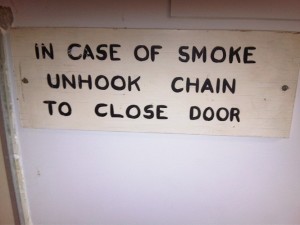 IN CASE OF SMOKE
UNHOOK CHAIN
TO CLOSE DOOR